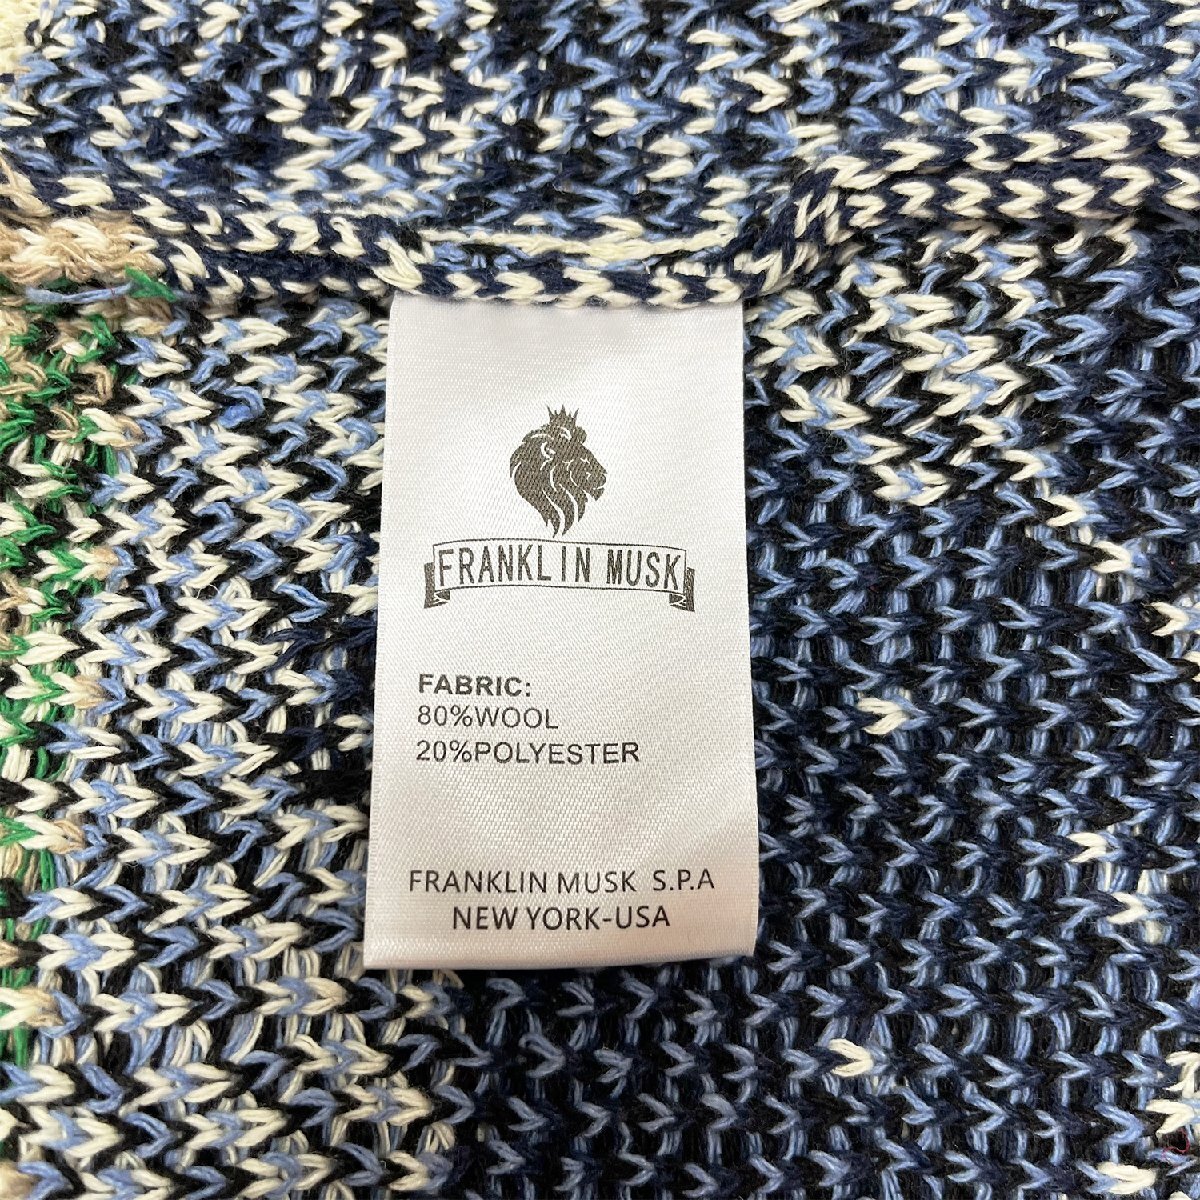 FRANKLIN MUSK
FABRIC:
80%WOOL
20%POLYESTER
FRANKLIN MUSK S.P.A
NEW YORK-USA